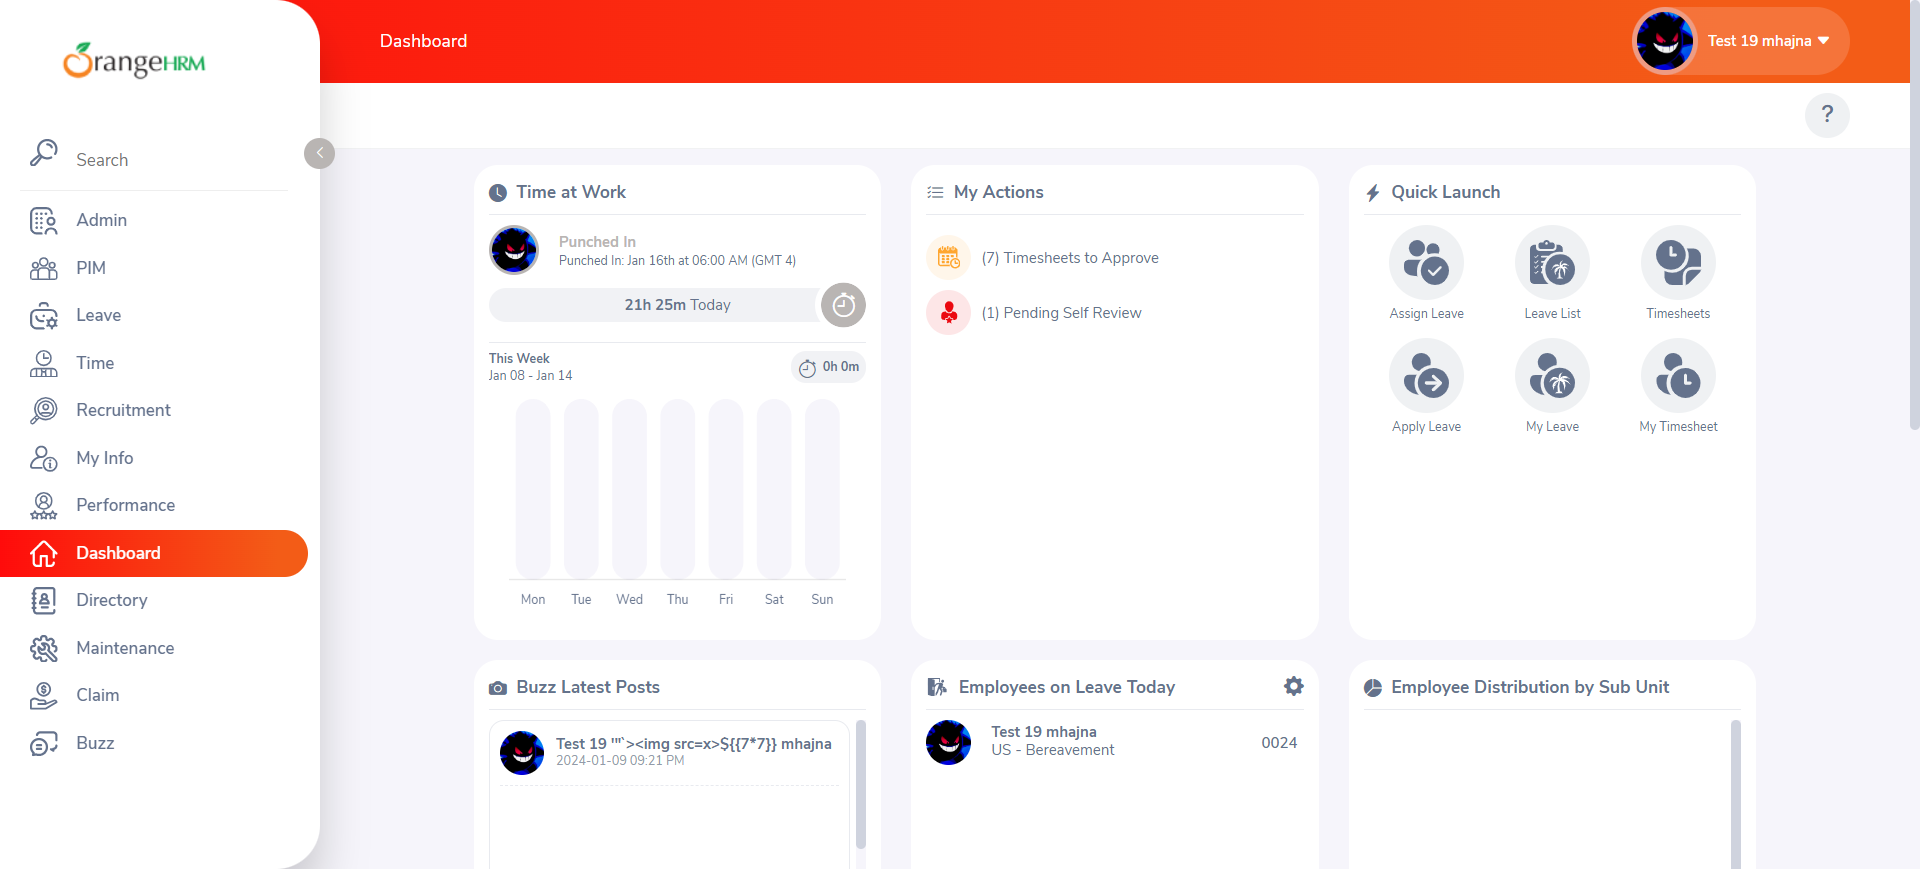 OrangeHRM
Dashboard
Test 19 mhajna
?
Search
Admin
PIM
Leave
Time
Recruitment
My Info
Performance
Dashboard
Directory
Maintenance
Claim
Buzz
Time at Work
Punched In
Punched In: Jan 16th at 06:00 AM (GMT 4)
21h 25m Today
This Week
Jan 08 - Jan 14
0h 0m
Mon Tue Wed Thu Fri Sat Sun
My Actions
(7) Timesheets to Approve
(1) Pending Self Review
Quick Launch
Assign Leave Leave List Timesheets
Apply Leave My Leave My Timesheet
Buzz Latest Posts
Test 19 '"`><img src=x>${{7*7}} mhajna
2024-01-09 09:21 PM
Employees on Leave Today
Test 19 mhajna
US - Bereavement
0024
Employee Distribution by Sub Unit